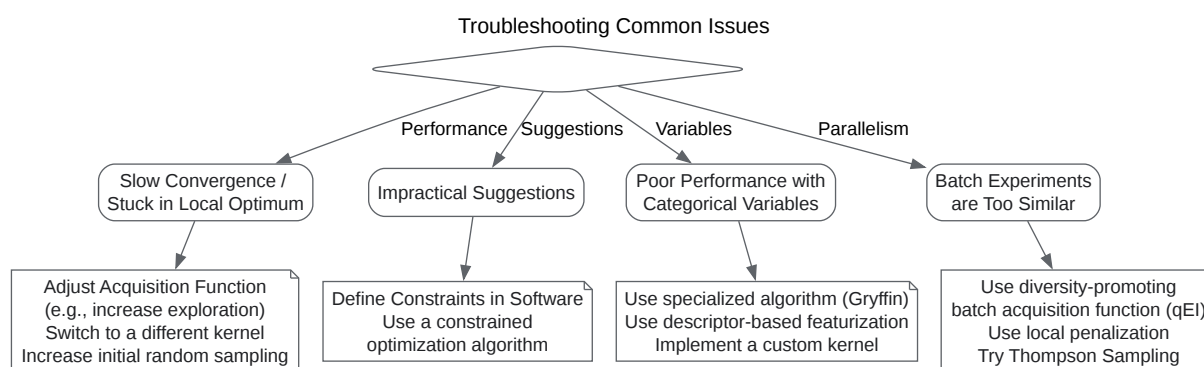 Troubleshooting Common Issues
Performance
Suggestions
Variables
Parallelism
Slow Convergence /
Stuck in Local Optimum
Impractical Suggestions
Poor Performance with
Categorical Variables
Batch Experiments
are Too Similar
Adjust Acquisition Function
(e.g., increase exploration)
Switch to a different kernel
Increase initial random sampling
Define Constraints in Software
Use a constrained
optimization algorithm
Use specialized algorithm (Gryffin)
Use descriptor-based featurization
Implement a custom kernel
Use diversity-promoting
batch acquisition function (qEI)
Use local penalization
Try Thompson Sampling